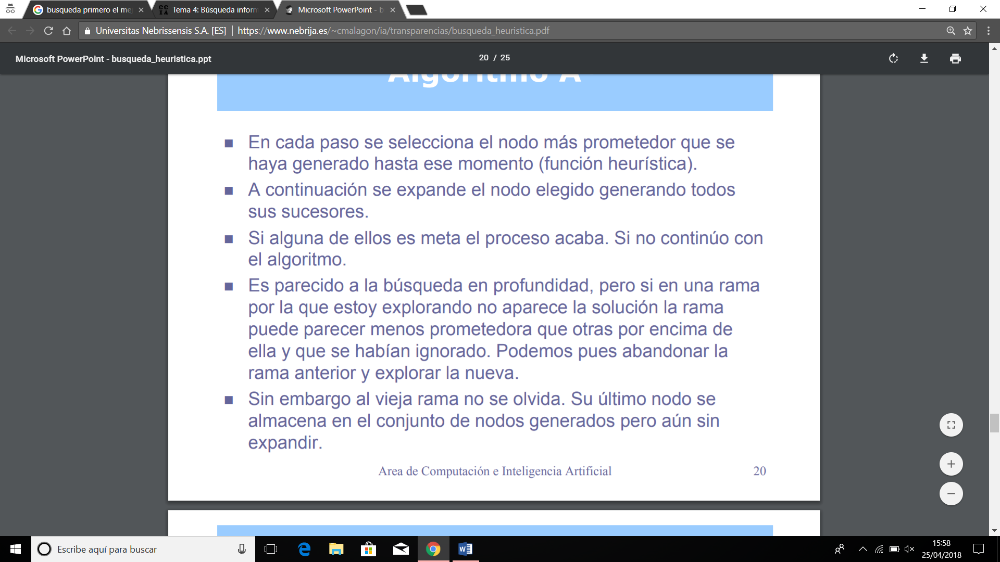 busqueda primero el me
Tema 4: Búsqueda inform
Microsoft PowerPoint - b
Universitas Nebrissensis S.A. [ES]
https://www.nebrija.es/~cmalagon/ia/transparencias/busqueda_heuristica.pdf
Microsoft PowerPoint - busqueda_heuristica.ppt
20 / 25
Algoritmo A
En cada paso se selecciona el nodo más prometedor que se
haya generado hasta ese momento (función heurística).
A continuación se expande el nodo elegido generando todos
sus sucesores.
Si alguna de ellos es meta el proceso acaba. Si no continúo con
el algoritmo.
Es parecido a la búsqueda en profundidad, pero si en una rama
por la que estoy explorando no aparece la solución la rama
puede parecer menos prometedora que otras por encima de
ella y que se habían ignorado. Podemos pues abandonar la
rama anterior y explorar la nueva.
Sin embargo al vieja rama no se olvida. Su último nodo se
almacena en el conjunto de nodos generados pero aún sin
expandir.
Area de Computación e Inteligencia Artificial
20
Escribe aquí para buscar
15:58
25/04/2018